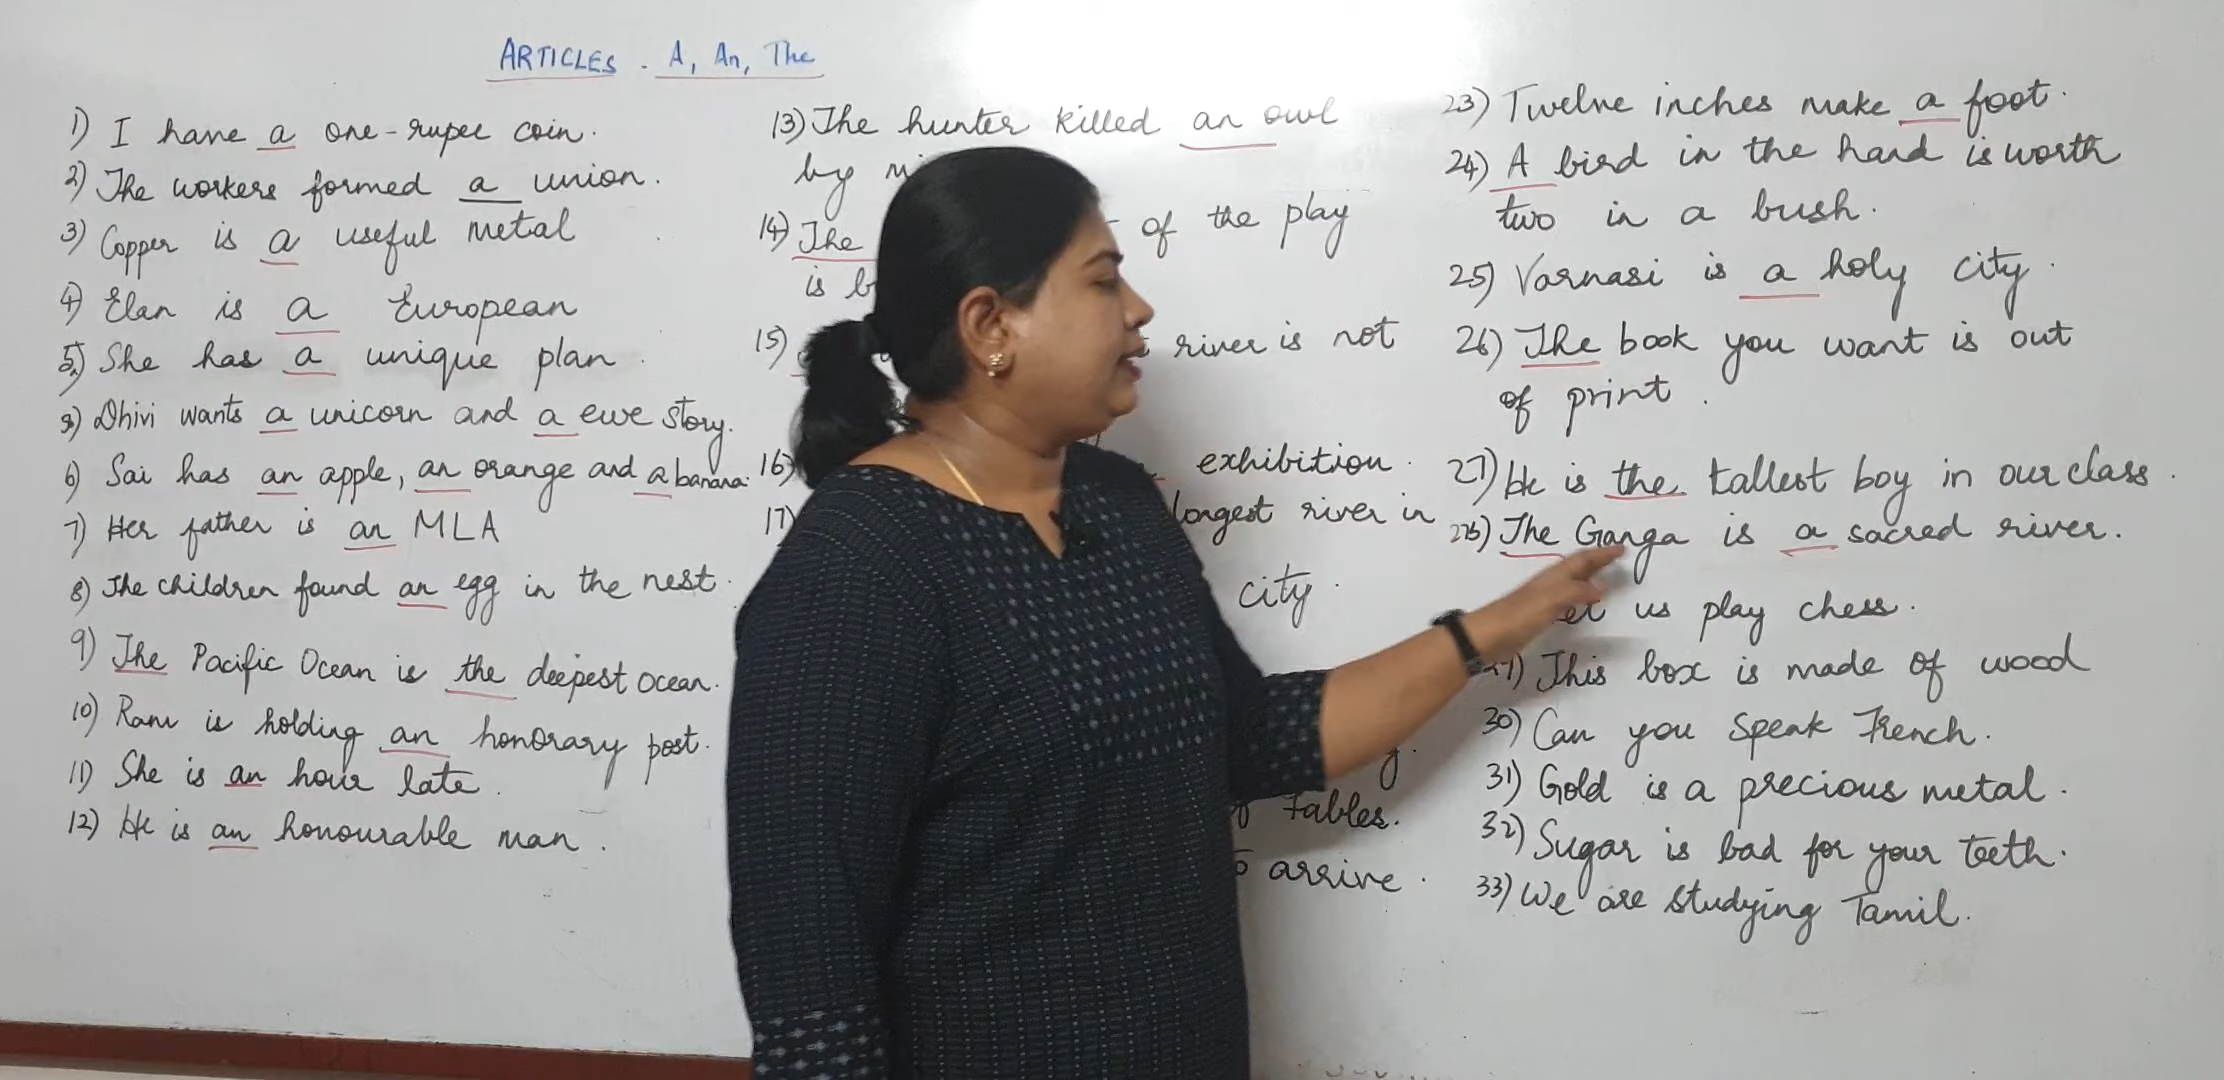 ARTICLES - A, An, The
1) I have a one-rupee coin.
2) The workers formed a union.
3) Copper is a useful metal
4) Elan is a European
5) She has a unique plan.
Dhivi wants a unicorn and a ewe story.
6) Sai has an apple, an orange and a banana.
7) Her father is an MLA
8) The children found an egg in the nest.
9) The Pacific Ocean is the deepest ocean.
10) Ram is holding an honorary post.
11) She is an hour late.
12) He is an honourable man.
13) The hunter killed an owl
by
14) The of the play
is
15) river is not
16) exhibition.
17) longest river in
city.
of fables.
arrive.
23) Twelve inches make a foot.
24) A bird in the hand is worth
two in a bush.
25) Varnasi is a holy city.
26) The book you want is out
of print.
27) He is the tallest boy in our class.
The Ganga is a sacred river.
us play chess.
This box is made of wood
30) Can you speak French.
31) Gold is a precious metal.
32) Sugar is bad for your teeth.
33) We are studying Tamil.